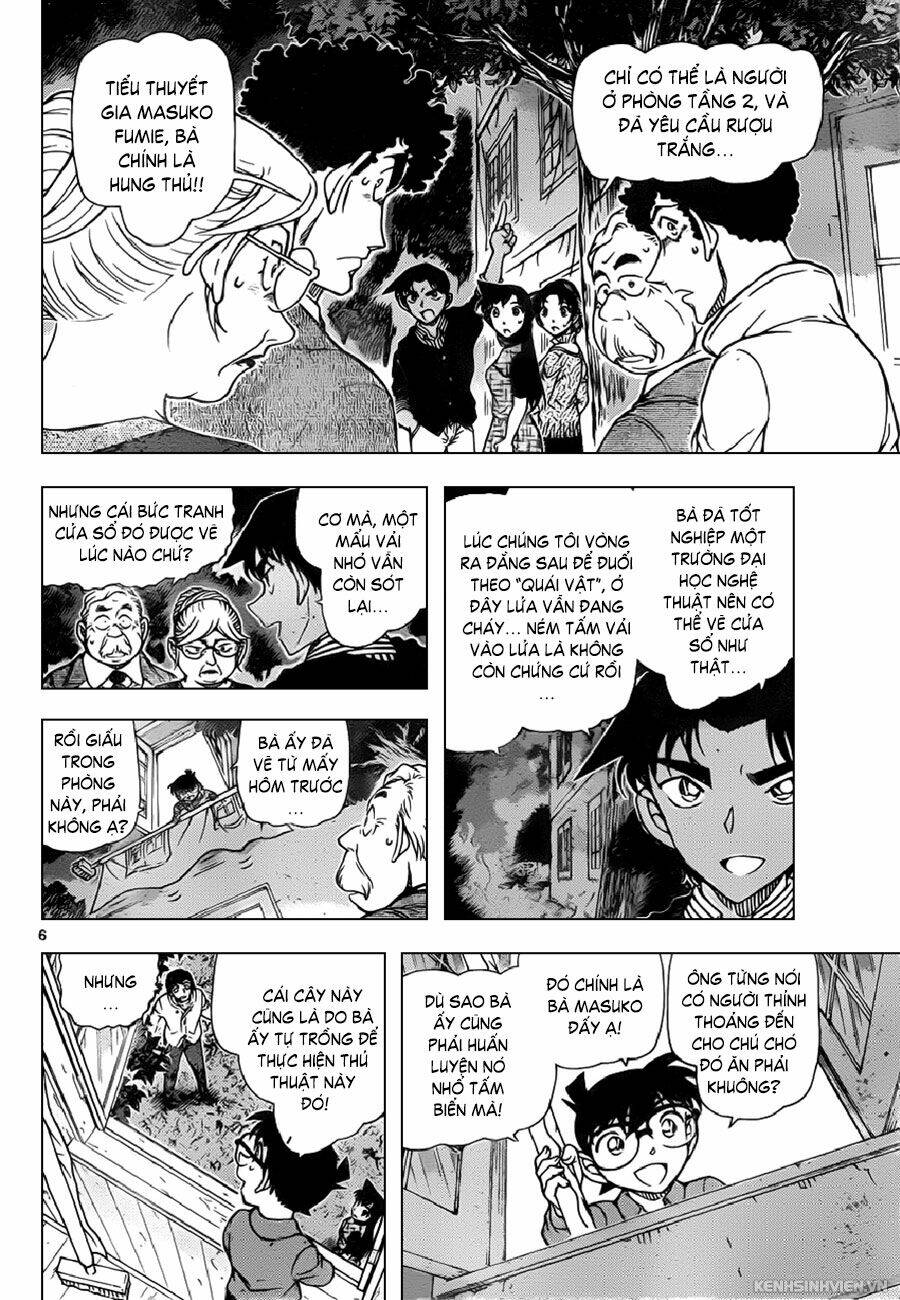 CHỈ CÓ THỂ LÀ NGƯỜI
Ở PHÒNG TẦNG 2, VÀ
ĐÃ YÊU CẦU RƯỢU
TRẮNG...
TIỂU THUYẾT
GIA MASUKO
FUMIE, BÀ
CHÍNH LÀ
HUNG THỦ!!
BÀ ĐÃ TỐT
NGHIỆP MỘT
TRƯỜNG ĐẠI
HỌC NGHỆ
THUẬT NÊN CÓ
THỂ VẼ CỬA
SỔ NHƯ
THẬT...
LÚC CHÚNG TÔI VÒNG
RA ĐẰNG SAU ĐỂ ĐUỔI
THEO "QUÁI VẬT", Ở
ĐÂY LỬA VẪN ĐANG
CHÁY... NÉM TẤM VẢI
VÀO LỬA LÀ KHÔNG
CÒN CHỨNG CỨ RỒI
...
CƠ MÀ, MỘT
MẨU VẢI
NHỎ VẪN
CÒN SÓT
LẠI...
NHƯNG CÁI BỨC TRANH
CỬA SỔ ĐÓ ĐƯỢC VẼ
LÚC NÀO CHỨ?
BÀ ẤY ĐÃ
VẼ TỪ MẤY
HÔM TRƯỚC
...
RỒI GIẤU
TRONG
PHÒNG
NÀY, PHẢI
KHÔNG Ạ?
6
ÔNG TỪNG NÓI
CÓ NGƯỜI THỈNH
THOẢNG ĐẾN
CHO CHÚ CHÓ
ĐÓ ĂN PHẢI
KHUÔNG?
ĐÓ CHÍNH LÀ
BÀ MASUKO
ĐẤY Ạ!
DÙ SAO BÀ
ẤY CŨNG
PHẢI HUẤN
LUYỆN NÓ
NHỔ TẤM
BIỂN MÀ!
CÁI CÂY NÀY
CŨNG LÀ DO BÀ
ẤY TỰ TRỒNG ĐỂ
THỰC HIỆN THỦ
THUẬT NÀY
ĐÓ!
NHƯNG
...
KENHSINHVIEN.VN